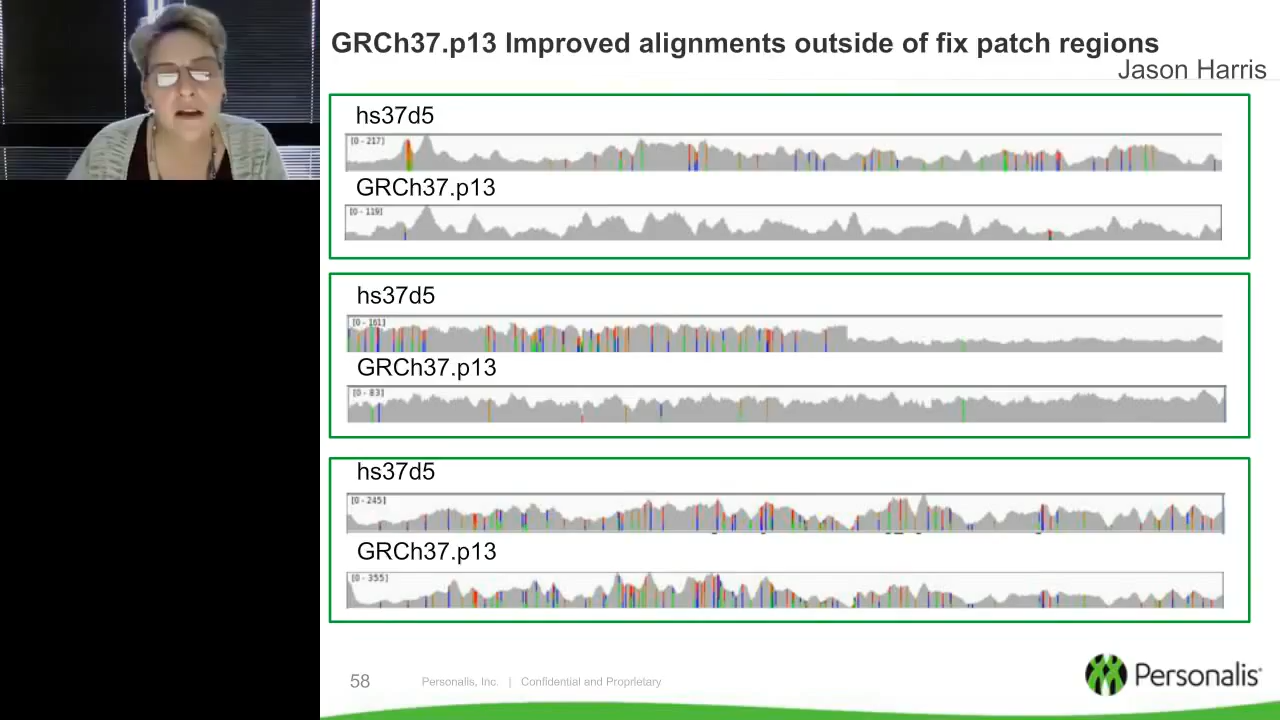 GRCh37.p13 Improved alignments outside of fix patch regions
Jason Harris
hs37d5
[0 - 217]
GRCh37.p13
[0 - 119]
hs37d5
[0 - 161]
GRCh37.p13
[0 - 83]
hs37d5
[0 - 245]
GRCh37.p13
[0 - 355]
58 Personalis, Inc. | Confidential and Proprietary
Personalis